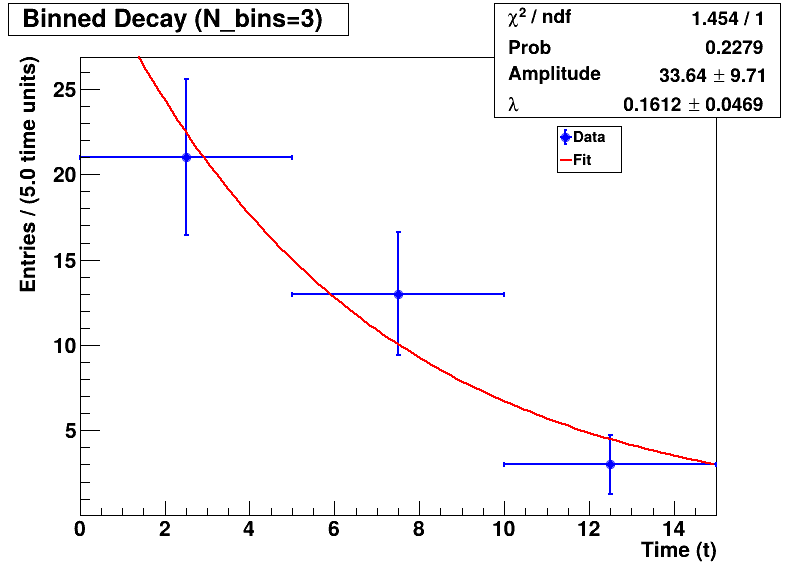 Binned Decay (N_bins=3)
χ² / ndf 1.454 / 1
Prob 0.2279
Amplitude 33.64 ± 9.71
λ 0.1612 ± 0.0469
Data
Fit
Entries / (5.0 time units)
25
20
15
10
5
0 2 4 6 8 10 12 14
Time (t)